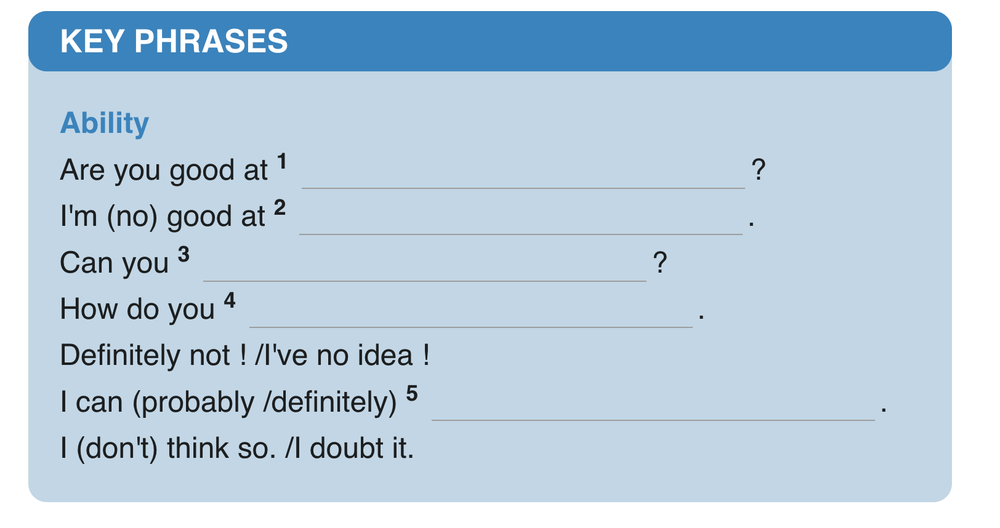 KEY PHRASES
Ability
Are you good at 1 ?
I'm (no) good at 2 .
Can you 3 ?
How do you 4 .
Definitely not ! /I've no idea !
I can (probably /definitely) 5 .
I (don't) think so. /I doubt it.